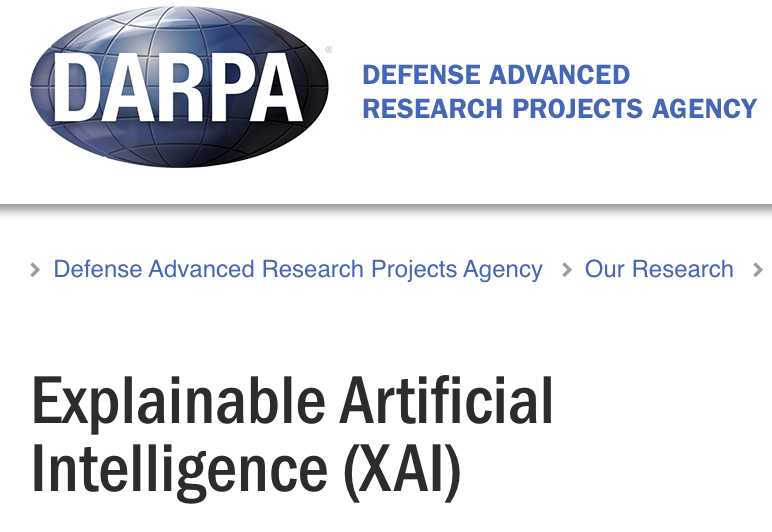 DARPA
®
DEFENSE ADVANCED
RESEARCH PROJECTS AGENCY
> Defense Advanced Research Projects Agency > Our Research >
Explainable Artificial
Intelligence (XAI)